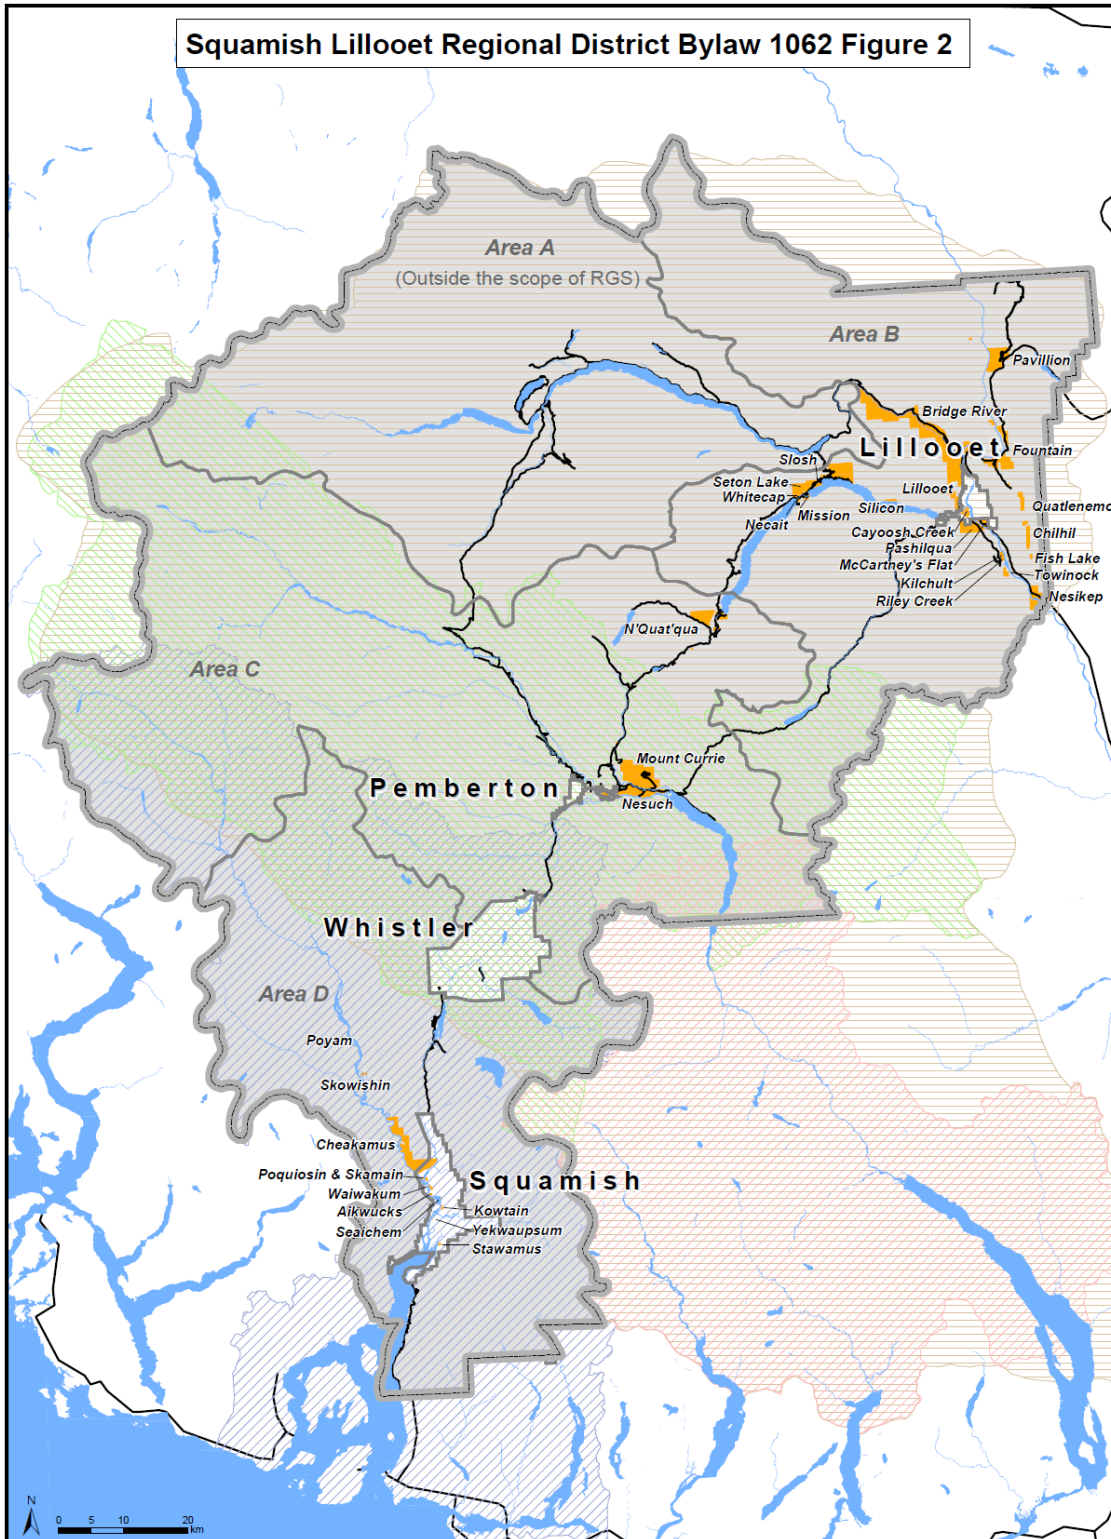 Squamish Lillooet Regional District Bylaw 1062 Figure 2
Area A
(Outside the scope of RGS)
Area B
Pavillion
Bridge River
Lillooet
Fountain
Slosh
Seton Lake
Whitecap
Lillooet
Silicon
Quatlenemo
Necait
Mission
Cayoosh Creek
Chilhil
Pashilqua
McCartney's Flat
Fish Lake
Kilchult
Towinock
Riley Creek
Nesikep
N'Quat'qua
Area C
Mount Currie
Pemberton
Nesuch
Whistler
Area D
Poyam
Skowishin
Cheakamus
Poquiosin & Skamain
Squamish
Waiwakum
Aikwucks
Kowtain
Seaichem
Yekwaupsum
Stawamus
N
0 5 10 20
km